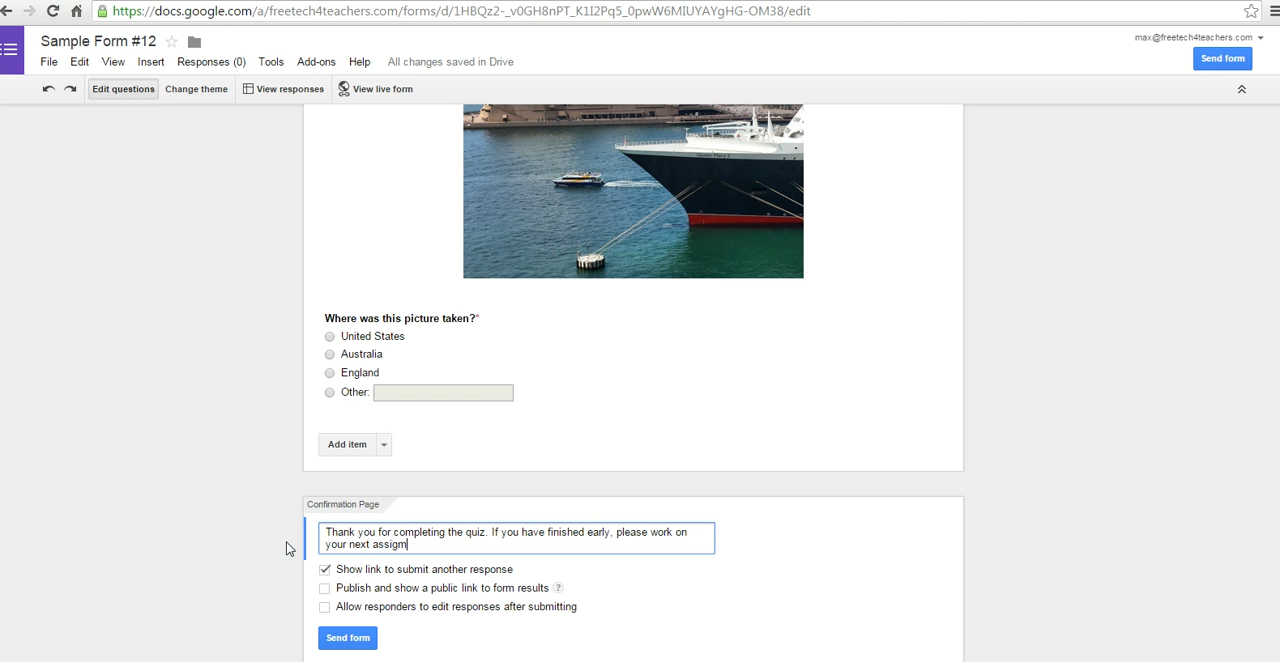 https://docs.google.com/a/freetech4teachers.com/forms/d/1HBQz2-_v0GH8nPT_K1I2Pq5_0pwW6MIUYAYgHG-OM38/edit
Sample Form #12
max@freetech4teachers.com
File Edit View Insert Responses (0) Tools Add-ons Help All changes saved in Drive
Send form
Edit questions Change theme View responses View live form
Queen Mary 2
Where was this picture taken?*
United States
Australia
England
Other:
Add item
Confirmation Page
Thank you for completing the quiz. If you have finished early, please work on
your next assigm
Show link to submit another response
Publish and show a public link to form results ?
Allow responders to edit responses after submitting
Send form